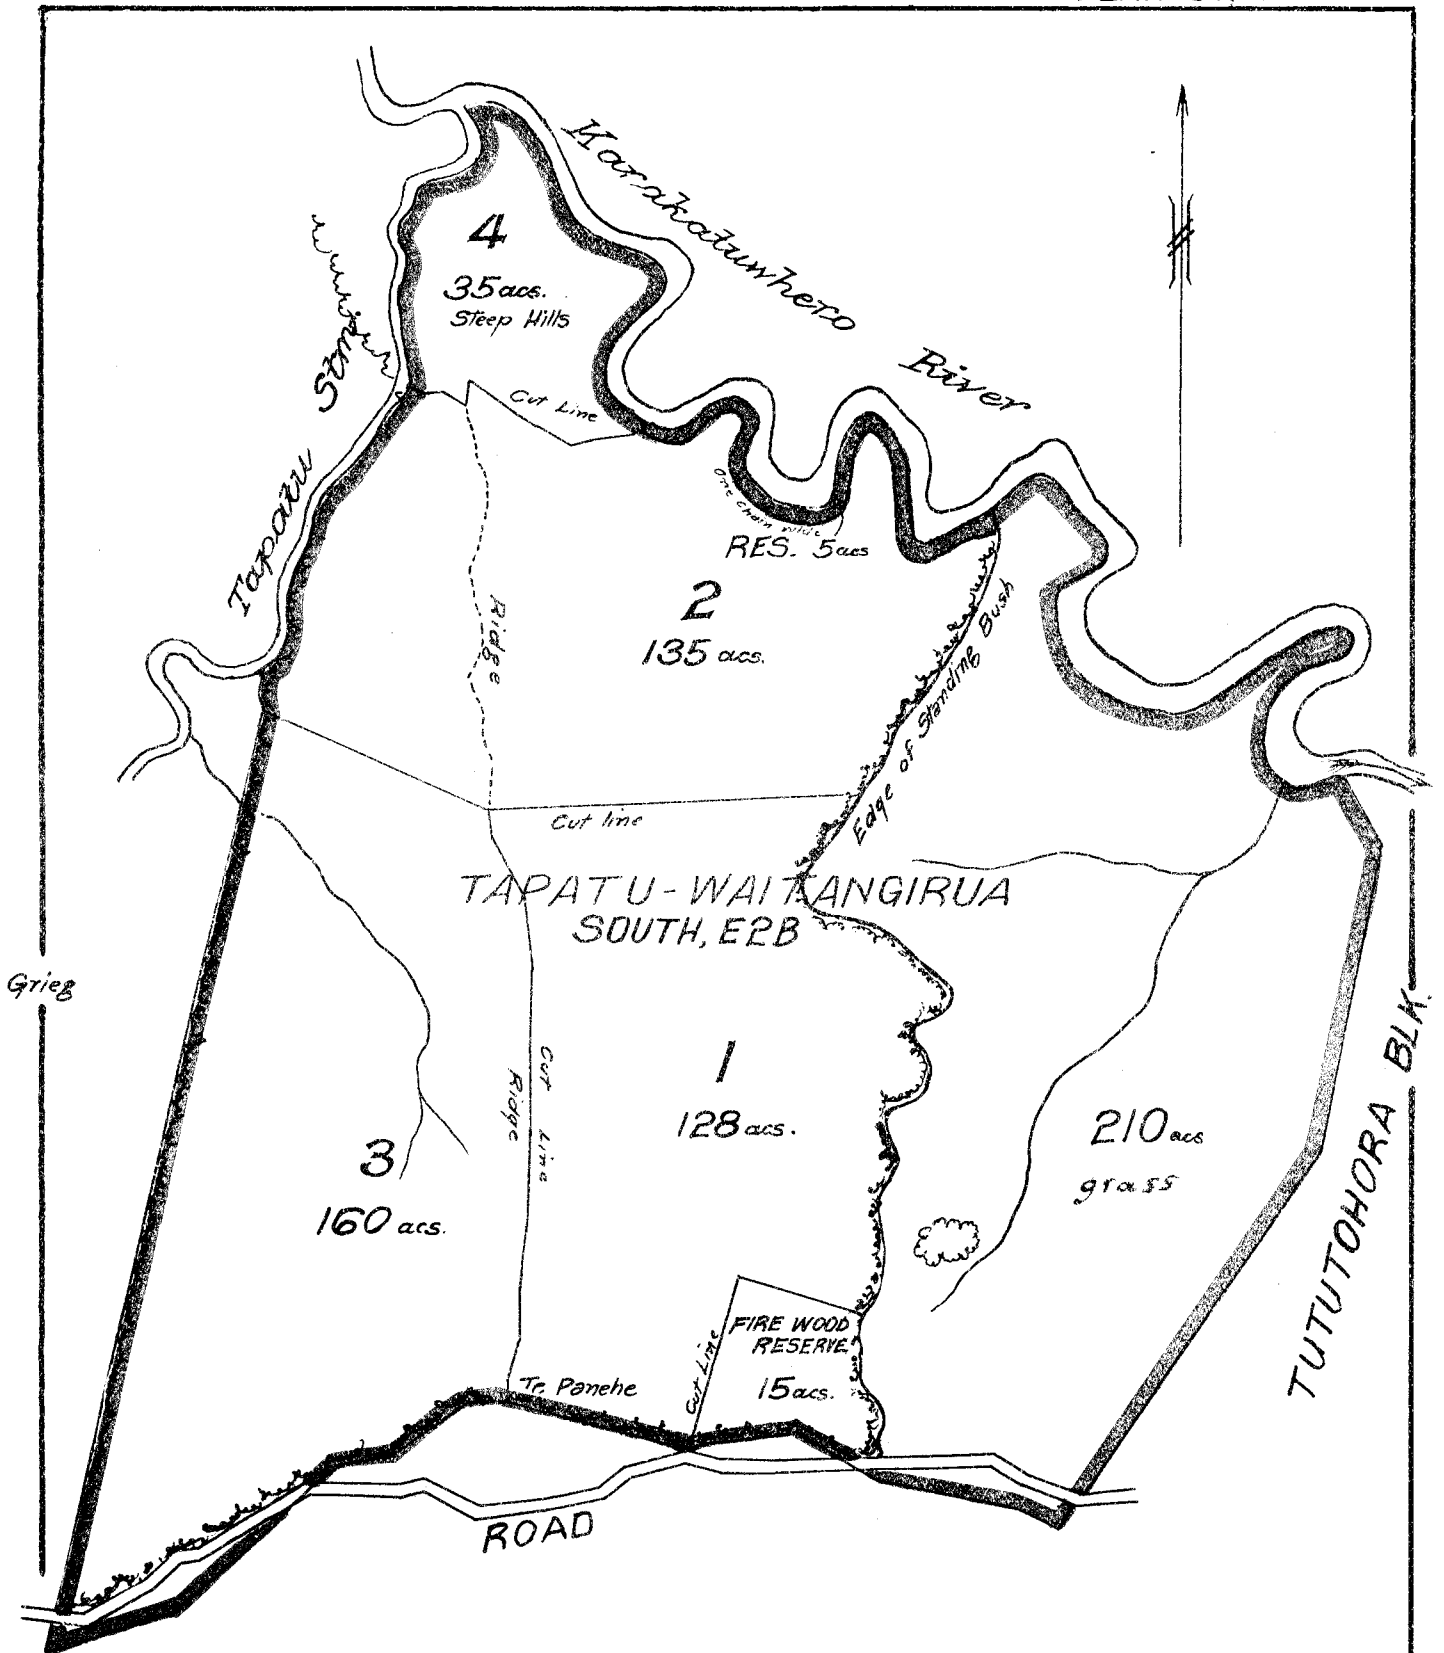 Karakatuwhero
River
4
35 acs.
Steep Hills
Tapatu Stm
Cut Line
one chain wide
RES. 5 acs
2
135 acs.
Ridge
Edge of Standing Bush
Cut line
TAPATU-WAITANGIRUA
SOUTH, E2B
Grieg
1
128 acs.
Cut Line
Ridge
3
160 acs.
210 acs
grass
TUTUTOHORA BLK.
FIRE WOOD
RESERVE
15 acs.
Cut Line
Te Panehe
ROAD